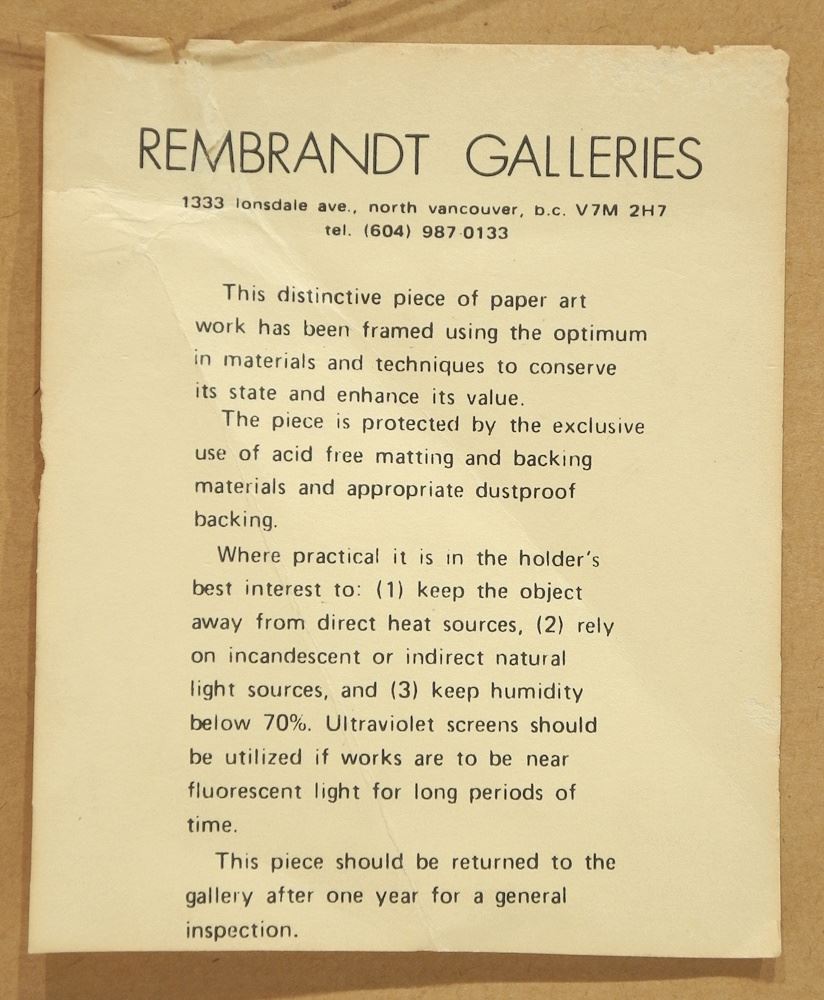 REMBRANDT GALLERIES
1333 lonsdale ave., north vancouver, b.c. V7M 2H7
tel. (604) 987-0133
This distinctive piece of paper art
work has been framed using the optimum
in materials and techniques to conserve
its state and enhance its value.
The piece is protected by the exclusive
use of acid free matting and backing
materials and appropriate dustproof
backing.
Where practical it is in the holder's
best interest to: (1) keep the object
away from direct heat sources, (2) rely
on incandescent or indirect natural
light sources, and (3) keep humidity
below 70%. Ultraviolet screens should
be utilized if works are to be near
fluorescent light for long periods of
time.
This piece should be returned to the
gallery after one year for a general
inspection.